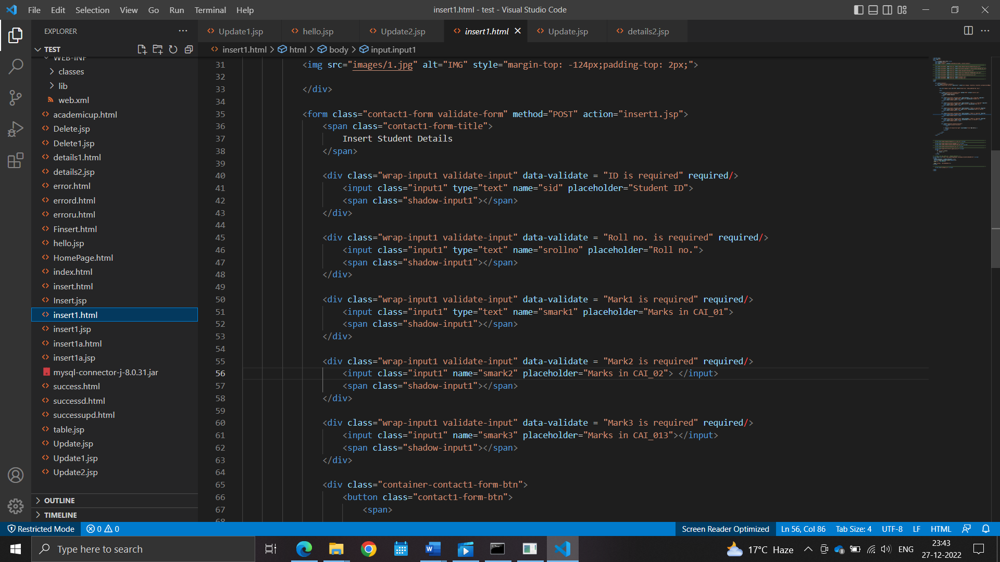 File Edit Selection View Go Run Terminal Help
insert1.html - test - Visual Studio Code
EXPLORER
Update1.jsp
hello.jsp
Update2.jsp
insert1.html
Update.jsp
details2.jsp
TEST
insert1.html > html > body > input.input1
WEB-INF
classes
lib
web.xml
academicup.html
Delete.jsp
Delete1.jsp
details1.html
details2.jsp
error.html
errord.html
erroru.html
Finsert.html
hello.jsp
HomePage.html
index.html
insert.html
Insert.jsp
insert1.html
insert1.jsp
insert1a.html
insert1a.jsp
mysql-connector-j-8.0.31.jar
success.html
successd.html
successupd.html
table.jsp
Update.jsp
Update1.jsp
Update2.jsp
OUTLINE
TIMELINE
31 <img src="images/1.jpg" alt="IMG" style="margin-top: -124px;padding-top: 2px;">
32
33 </div>
34
35 <form class="contact1-form validate-form" method="POST" action="insert1.jsp">
36 <span class="contact1-form-title">
37 Insert Student Details
38 </span>
39
40 <div class="wrap-input1 validate-input" data-validate = "ID is required" required/>
41 <input class="input1" type="text" name="sid" placeholder="Student ID">
42 <span class="shadow-input1"></span>
43 </div>
44
45 <div class="wrap-input1 validate-input" data-validate = "Roll no. is required" required/>
46 <input class="input1" type="text" name="srollno" placeholder="Roll no.">
47 <span class="shadow-input1"></span>
48 </div>
49
50 <div class="wrap-input1 validate-input" data-validate = "Mark1 is required" required/>
51 <input class="input1" type="text" name="smark1" placeholder="Marks in CAI_01">
52 <span class="shadow-input1"></span>
53 </div>
54
55 <div class="wrap-input1 validate-input" data-validate = "Mark2 is required" required/>
56 <input class="input1" name="smark2" placeholder="Marks in CAI_02"> </input>
57 <span class="shadow-input1"></span>
58 </div>
59
60 <div class="wrap-input1 validate-input" data-validate = "Mark3 is required" required/>
61 <input class="input1" name="smark3" placeholder="Marks in CAI_013"></input>
62 <span class="shadow-input1"></span>
63 </div>
64
65 <div class="container-contact1-form-btn">
66 <button class="contact1-form-btn">
67 <span>
68
Restricted Mode 0 0
Screen Reader Optimized Ln 56, Col 86 Tab Size: 4 UTF-8 LF HTML
Type here to search
17°C Haze
ENG
23:43
27-12-2022